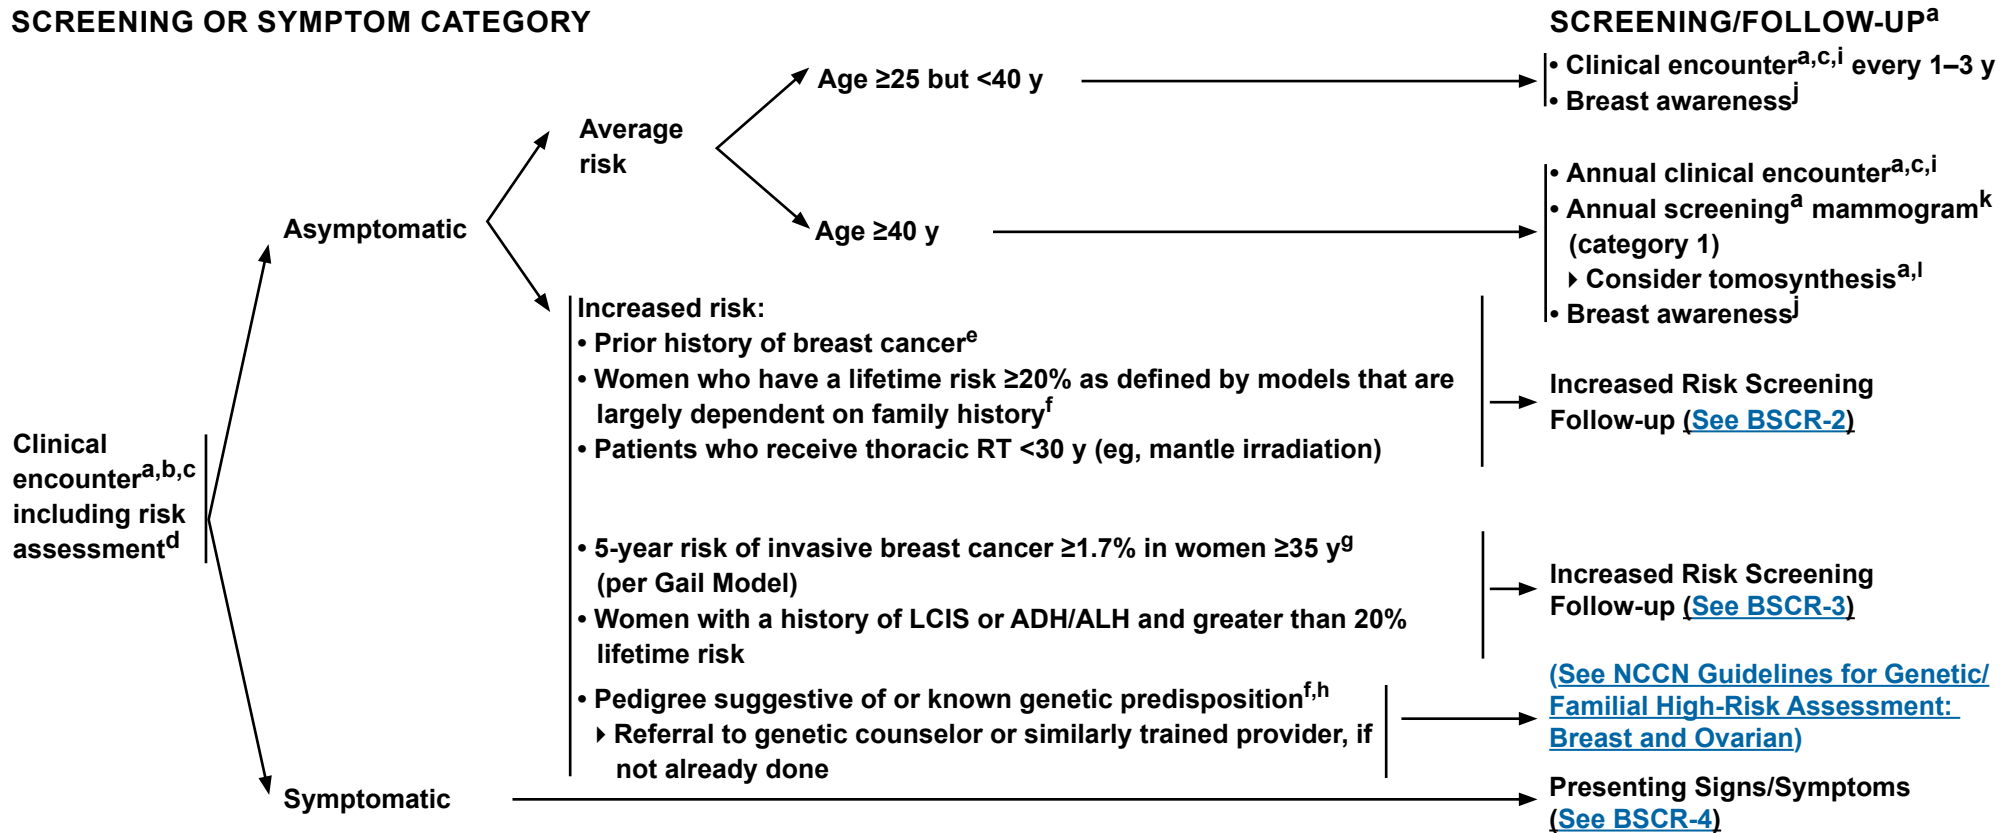 SCREENING OR SYMPTOM CATEGORY
SCREENING/FOLLOW-UPa
Age ≥25 but <40 y
• Clinical encountera,c,i every 1–3 y
• Breast awarenessj
Average
risk
Asymptomatic
Age ≥40 y
• Annual clinical encountera,c,i
• Annual screeninga mammogramk
(category 1)
▸ Consider tomosynthesisa,l
• Breast awarenessj
Increased risk:
• Prior history of breast cancere
• Women who have a lifetime risk ≥20% as defined by models that are
largely dependent on family historyf
• Patients who receive thoracic RT <30 y (eg, mantle irradiation)
Increased Risk Screening
Follow-up (See BSCR-2)
Clinical
encountera,b,c
including risk
assessmentd
• 5-year risk of invasive breast cancer ≥1.7% in women ≥35 yg
(per Gail Model)
• Women with a history of LCIS or ADH/ALH and greater than 20%
lifetime risk
Increased Risk Screening
Follow-up (See BSCR-3)
• Pedigree suggestive of or known genetic predispositionf,h
▸ Referral to genetic counselor or similarly trained provider, if
not already done
(See NCCN Guidelines for Genetic/
Familial High-Risk Assessment:
Breast and Ovarian)
Symptomatic
Presenting Signs/Symptoms
(See BSCR-4)